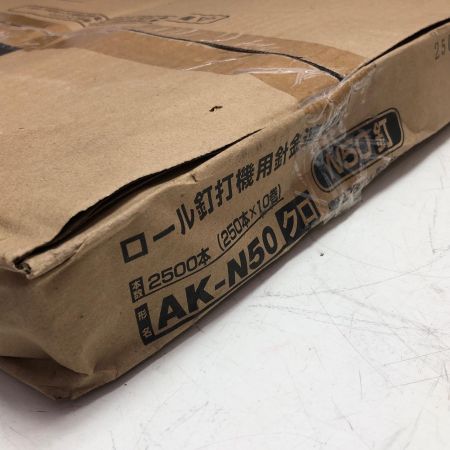 ロール釘打機用針金連
N50釘
本数 2500本 (250本×10巻)
形名 AK-N50 クロ